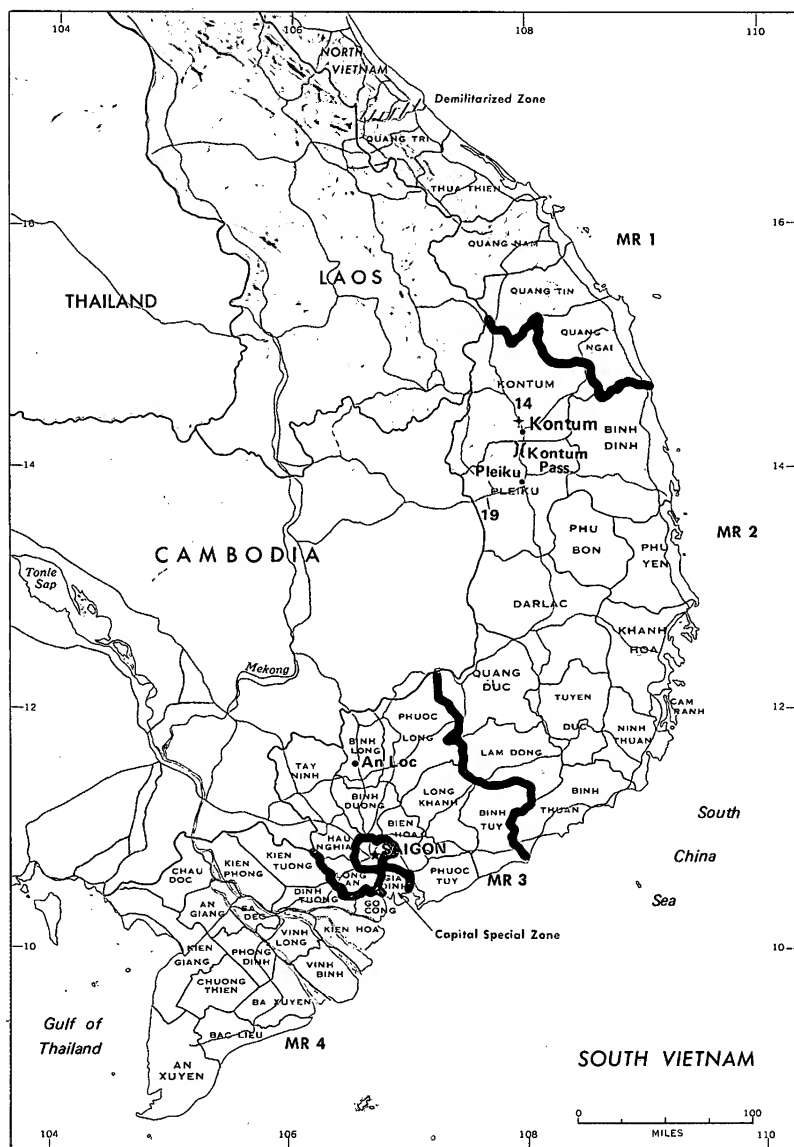 104
106
108
110
NORTH
VIETNAM
Demilitarized Zone
QUANG TRI
THUA THIEN
16
16
QUANG NAM
MR 1
LAOS
THAILAND
QUANG TIN
QUANG
NGAI
KONTUM
14
Kontum
BINH
DINH
Kontum
Pass
14
14
Pleiku
PLEIKU
19
PHU
BON
MR 2
PHU
YEN
CAMBODIA
Tonle
Sap
DARLAC
KHANH
HOA
Mekong
QUANG
DUC
12
12
TUYEN
DUC
CAM
RANH
PHUOC
LONG
NINH
THUAN
BINH
LONG
LAM DONG
An Loc
TAY
NINH
BINH
DUONG
LONG
KHANH
BINH
TUY
BINH
THUAN
BIEN
HOA
South
China
Sea
HAU
NGHIA
SAIGON
LONG
AN
GIA
DINH
PHUOC
TUY
MR 3
CHAU
DOC
KIEN
PHONG
KIEN
TUONG
DINH
TUONG
GO
CONG
AN
GIANG
SA
DEC
VINH
LONG
KIEN HOA
Capital Special Zone
10
10
KIEN
GIANG
PHONG
DINH
VINH
BINH
CHUONG
THIEN
BA XUYEN
Gulf of
Thailand
BAC LIEU
MR 4
AN
XUYEN
SOUTH VIETNAM
0
100
MILES
104
106
108
110